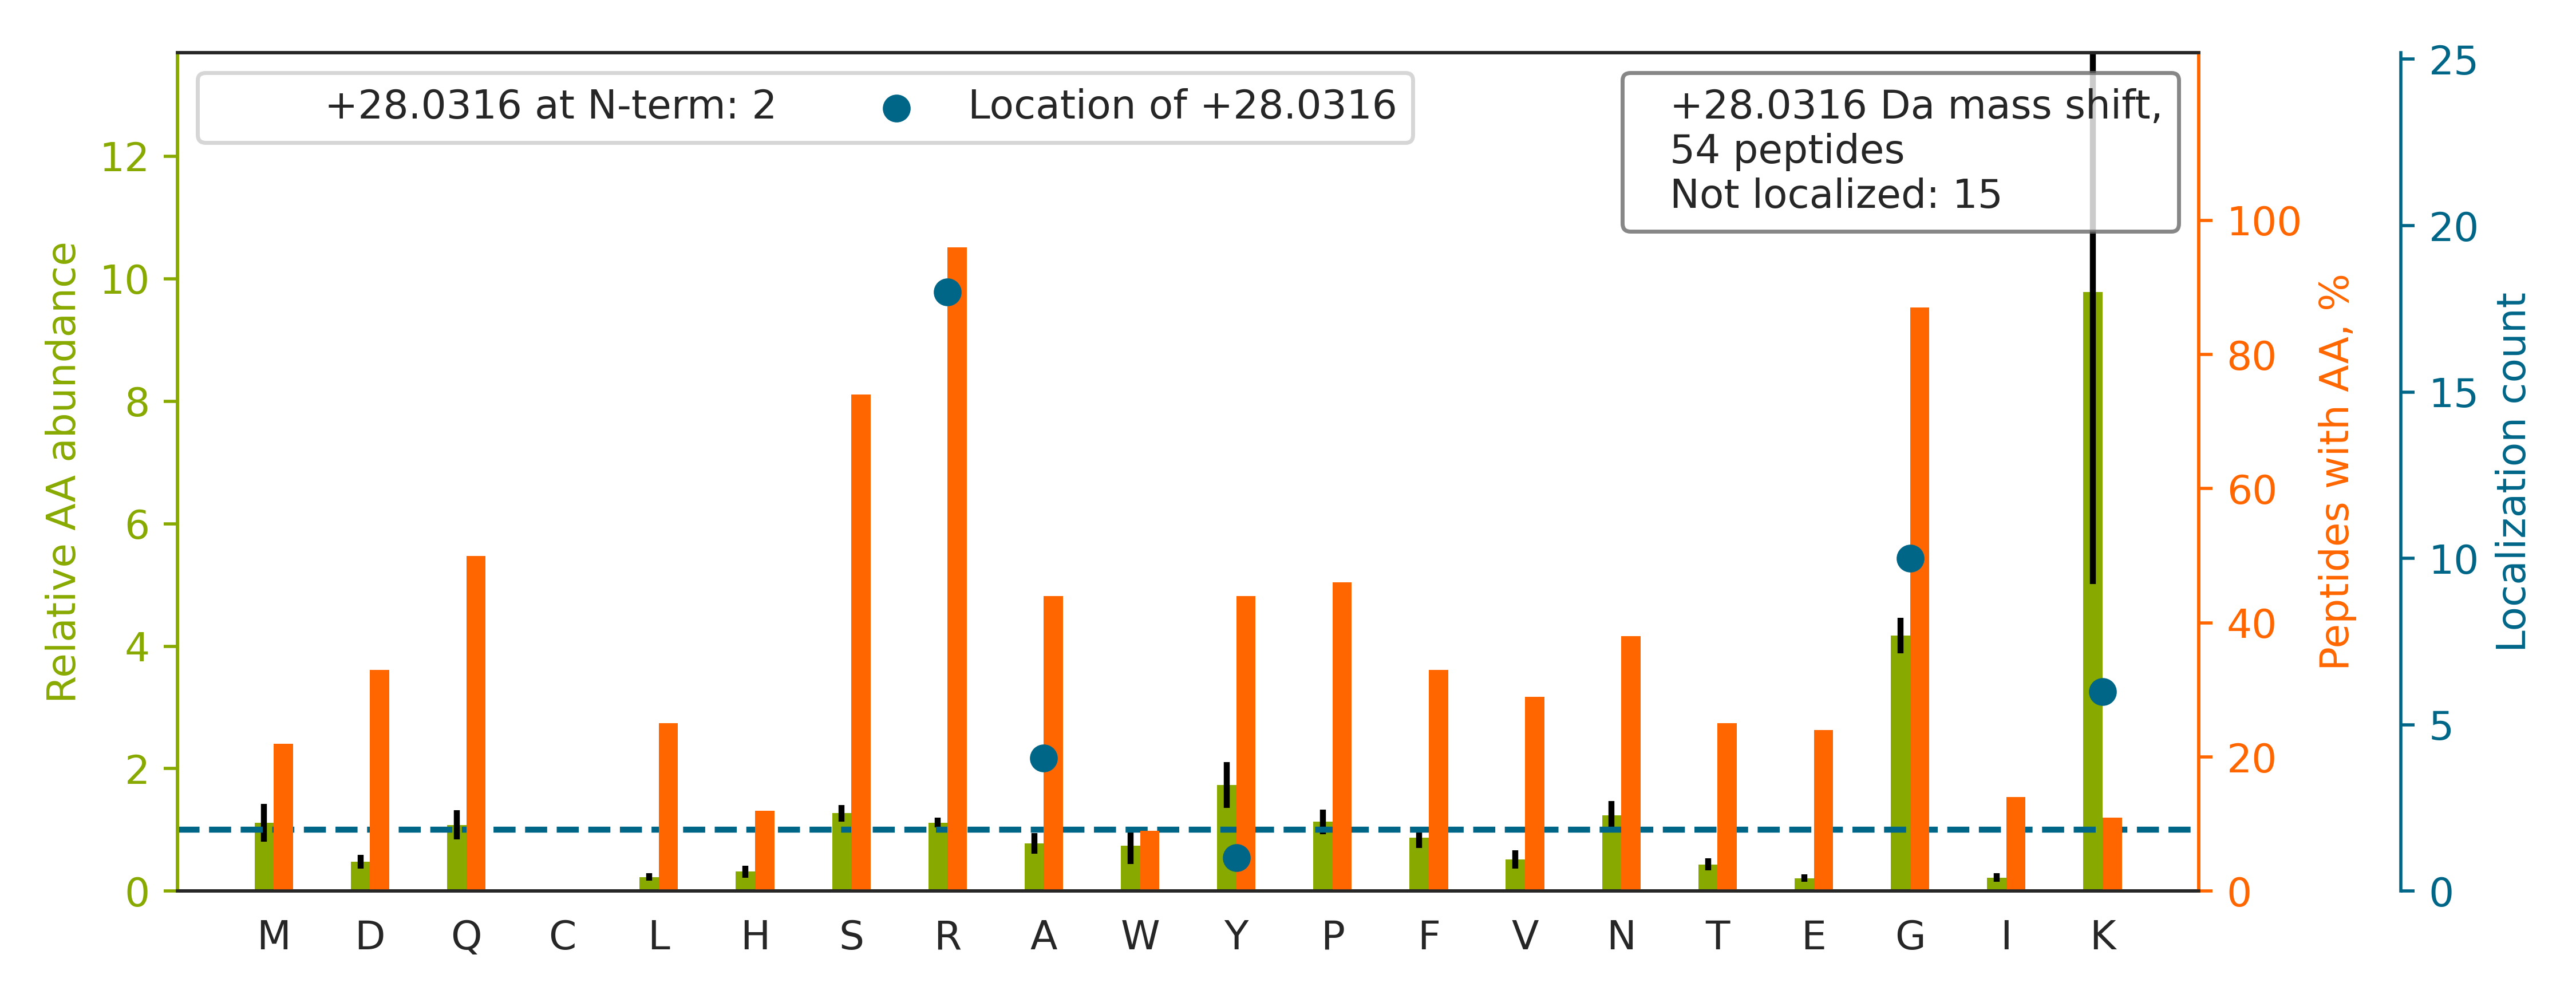 +28.0316 at N-term: 2
Location of +28.0316
+28.0316 Da mass shift,
54 peptides
Not localized: 15
Relative AA abundance
12
10
8
6
4
2
0
Peptides with AA, %
100
80
60
40
20
0
Localization count
25
20
15
10
5
0
M D Q C L H S R A W Y P F V N T E G I K